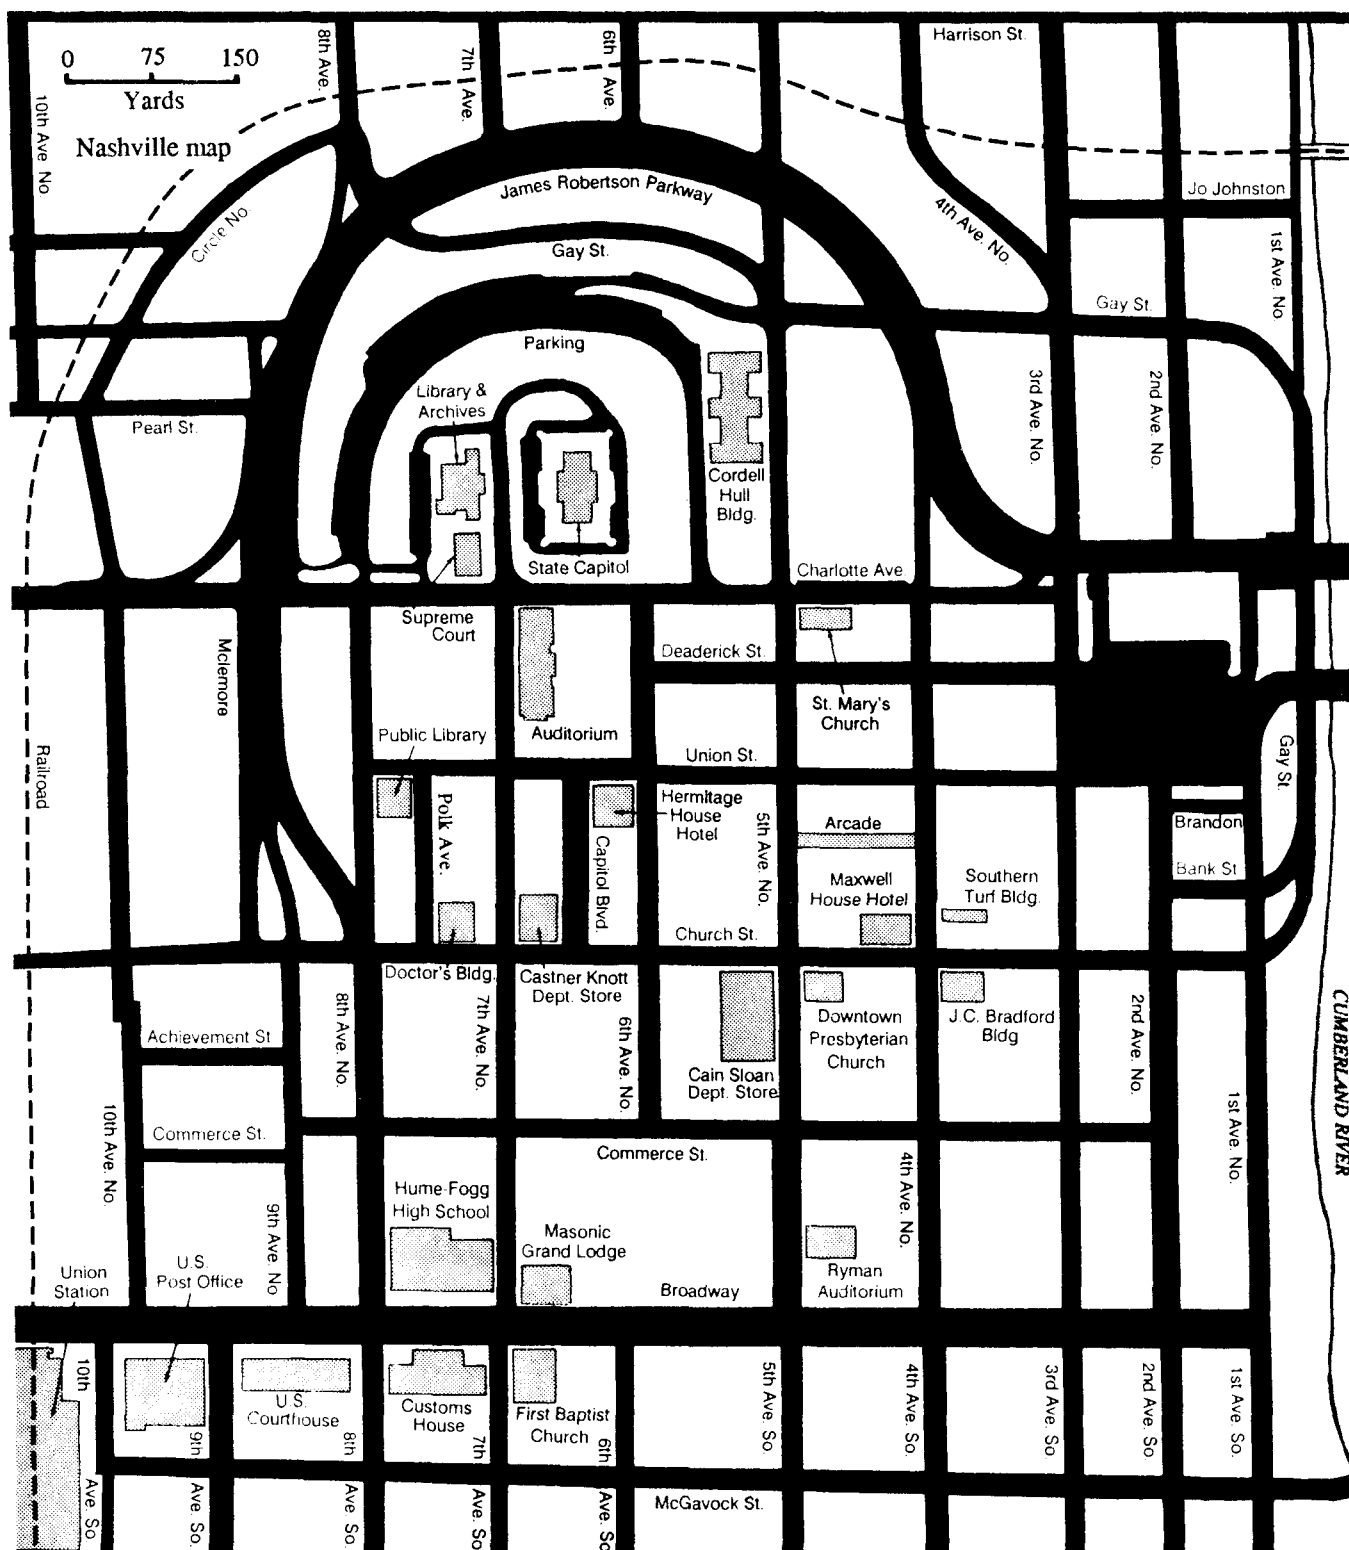 Harrison St.
8th Ave.
7th Ave.
6th Ave.
0 75 150
Yards
Nashville map
10th Ave. No.
James Robertson Parkway
4th Ave. No.
Jo Johnston
Circle No.
Gay St.
1st Ave. No.
Gay St.
Parking
3rd Ave. No.
2nd Ave. No.
Library &
Archives
Pearl St.
Cordell
Hull
Bldg.
State Capitol
Charlotte Ave
Supreme
Court
Mclemore
Deaderick St.
St. Mary's
Church
Public Library
Auditorium
Union St.
Railroad
Gay St.
Polk Ave.
Hermitage
House
Hotel
5th Ave. No.
Arcade
Brandon
Capitol Blvd.
Bank St
Maxwell
House Hotel
Southern
Turf Bldg.
Church St.
Doctor's Bldg.
Castner Knott
Dept. Store
8th Ave. No.
7th Ave. No.
6th Ave. No.
Downtown
Presbyterian
Church
J.C. Bradford
Bldg
2nd Ave. No.
CUMBERLAND RIVER
Achievement St
Cain Sloan
Dept. Store
10th Ave. No.
1st Ave. No.
Commerce St.
Commerce St.
4th Ave. No.
Hume-Fogg
High School
9th Ave. No
Masonic
Grand Lodge
Union
Station
U.S.
Post Office
Broadway
Ryman
Auditorium
10th Ave. So.
9th Ave. So.
U.S.
Courthouse
8th Ave. So.
Customs
House
7th Ave. So.
First Baptist
Church
6th Ave. So.
5th Ave. So.
4th Ave. So.
3rd Ave. So.
2nd Ave. So.
1st Ave. So.
McGavock St.